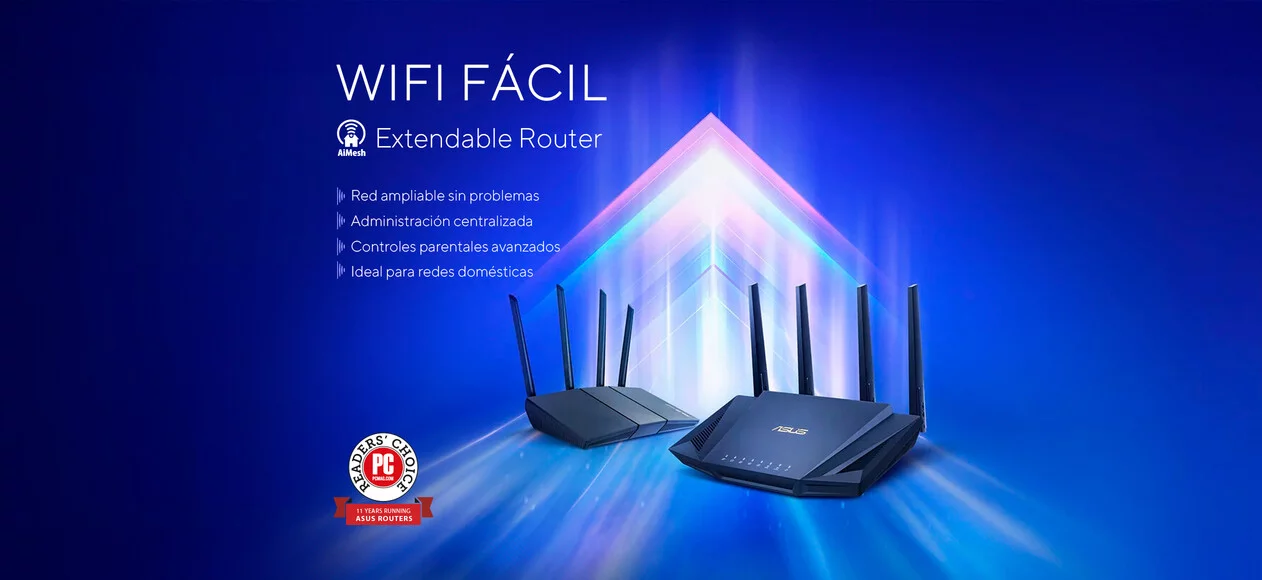 WIFI FÁCIL
AiMesh
Extendable Router
Red ampliable sin problemas
Administración centralizada
Controles parentales avanzados
Ideal para redes domésticas
ASUS
READERS' CHOICE
PC
PCMAG.COM
11 YEARS RUNNING
ASUS ROUTERS